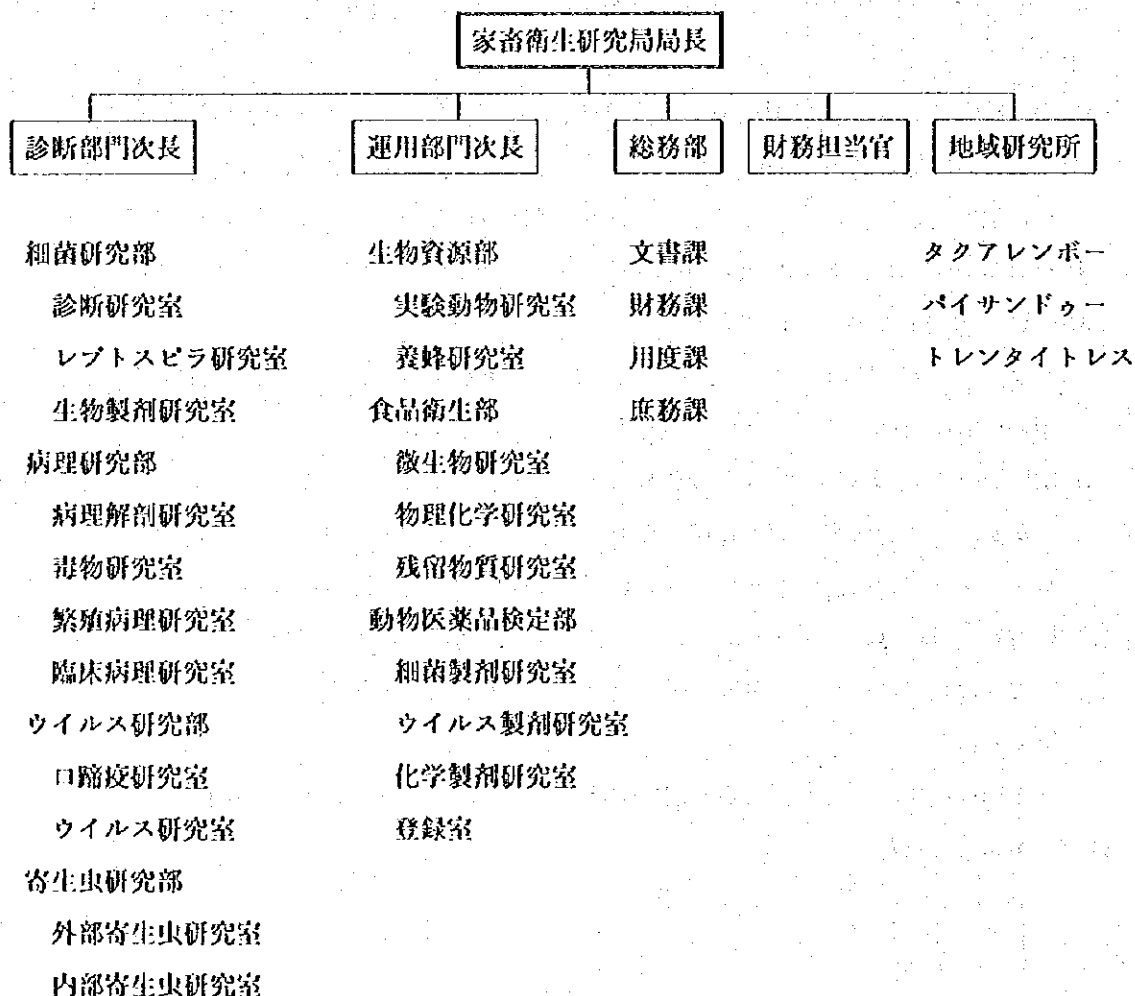 家畜衛生研究局局長
診断部門次長
運用部門次長
総務部
財務担当官
地域研究所
細菌研究部
診断研究室
レプトスピラ研究室
生物製剤研究室
病理研究部
病理解剖研究室
毒物研究室
繁殖病理研究室
臨床病理研究室
ウイルス研究部
口蹄疫研究室
ウイルス研究室
寄生虫研究部
外部寄生虫研究室
内部寄生虫研究室
生物資源部
実験動物研究室
養蜂研究室
食品衛生部
微生物研究室
物理化学研究室
残留物質研究室
動物医薬品検定部
細菌製剤研究室
ウイルス製剤研究室
化学製剤研究室
登録室
文書課
財務課
用度課
庶務課
タクアレンボー
パイサンドゥー
トレンタイトレス